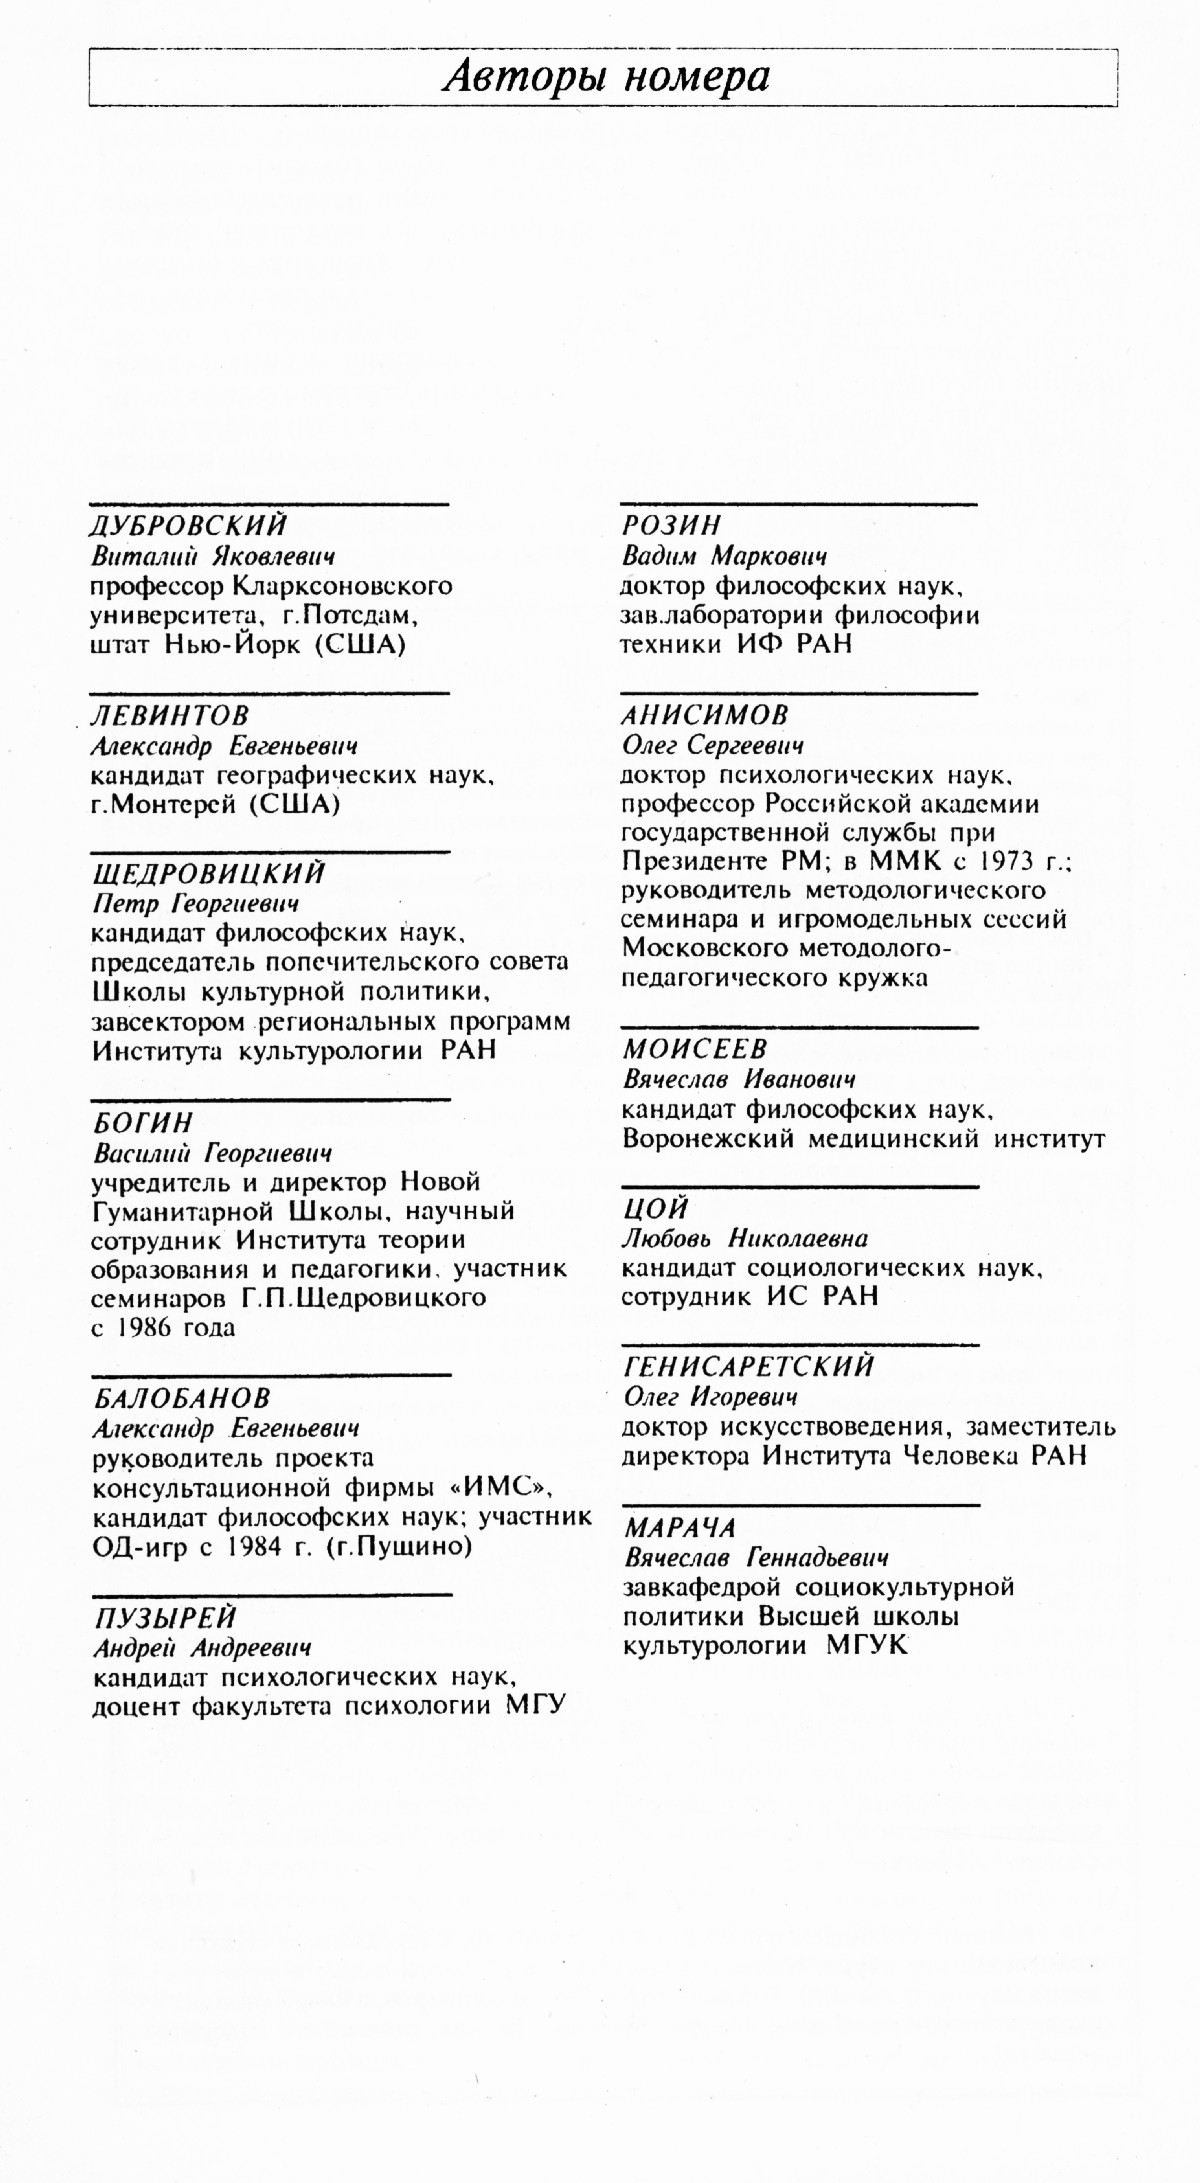 Авторы номера
ДУБРОВСКИЙ
Виталий Яковлевич
профессор Кларксоновского
университета, г.Потсдам,
штат Нью-Йорк (США)
ЛЕВИНТОВ
Александр Евгеньевич
кандидат географических наук,
г.Монтерей (США)
ЩЕДРОВИЦКИЙ
Петр Георгиевич
кандидат философских наук,
председатель попечительского совета
Школы культурной политики,
завсектором региональных программ
Института культурологии РАН
БОГИН
Василий Георгиевич
учредитель и директор Новой
Гуманитарной Школы, научный
сотрудник Института теории
образования и педагогики, участник
семинаров Г.П.Щедровицкого
с 1986 года
БАЛОБАНОВ
Александр Евгеньевич
руководитель проекта
консультационной фирмы «ИМС»,
кандидат философских наук; участник
ОД-игр с 1984 г. (г.Пущино)
ПУЗЫРЕЙ
Андрей Андреевич
кандидат психологических наук,
доцент факультета психологии МГУ
РОЗИН
Вадим Маркович
доктор философских наук,
зав.лаборатории философии
техники ИФ РАН
АНИСИМОВ
Олег Сергеевич
доктор психологических наук,
профессор Российской академии
государственной службы при
Президенте РМ; в ММК с 1973 г.;
руководитель методологического
семинара и игромодельных сессий
Московского методолого-
педагогического кружка
МОИСЕЕВ
Вячеслав Иванович
кандидат философских наук,
Воронежский медицинский институт
ЦОЙ
Любовь Николаевна
кандидат социологических наук,
сотрудник ИС РАН
ГЕНИСАРЕТСКИЙ
Олег Игоревич
доктор искусствоведения, заместитель
директора Института Человека РАН
МАРАЧА
Вячеслав Геннадьевич
завкафедрой социокультурной
политики Высшей школы
культурологии МГУК